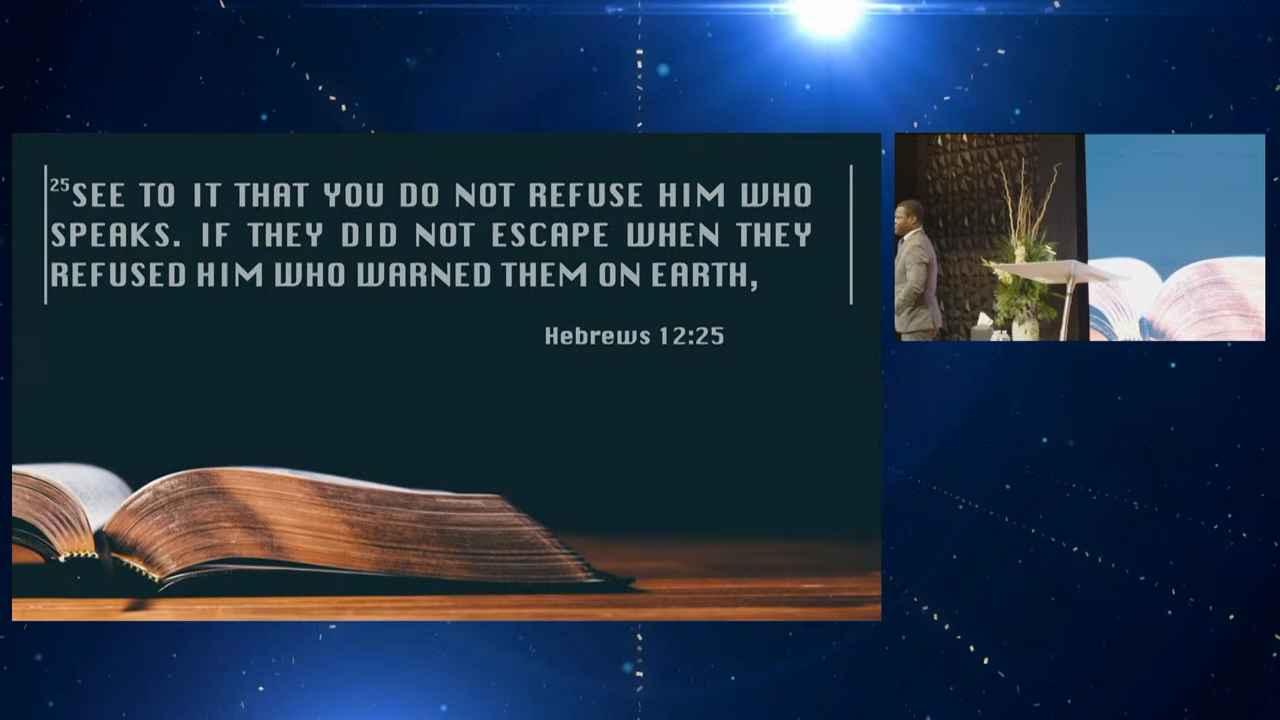 25SEE TO IT THAT YOU DO NOT REFUSE HIM WHO
SPEAKS. IF THEY DID NOT ESCAPE WHEN THEY
REFUSED HIM WHO WARNED THEM ON EARTH,
Hebrews 12:25